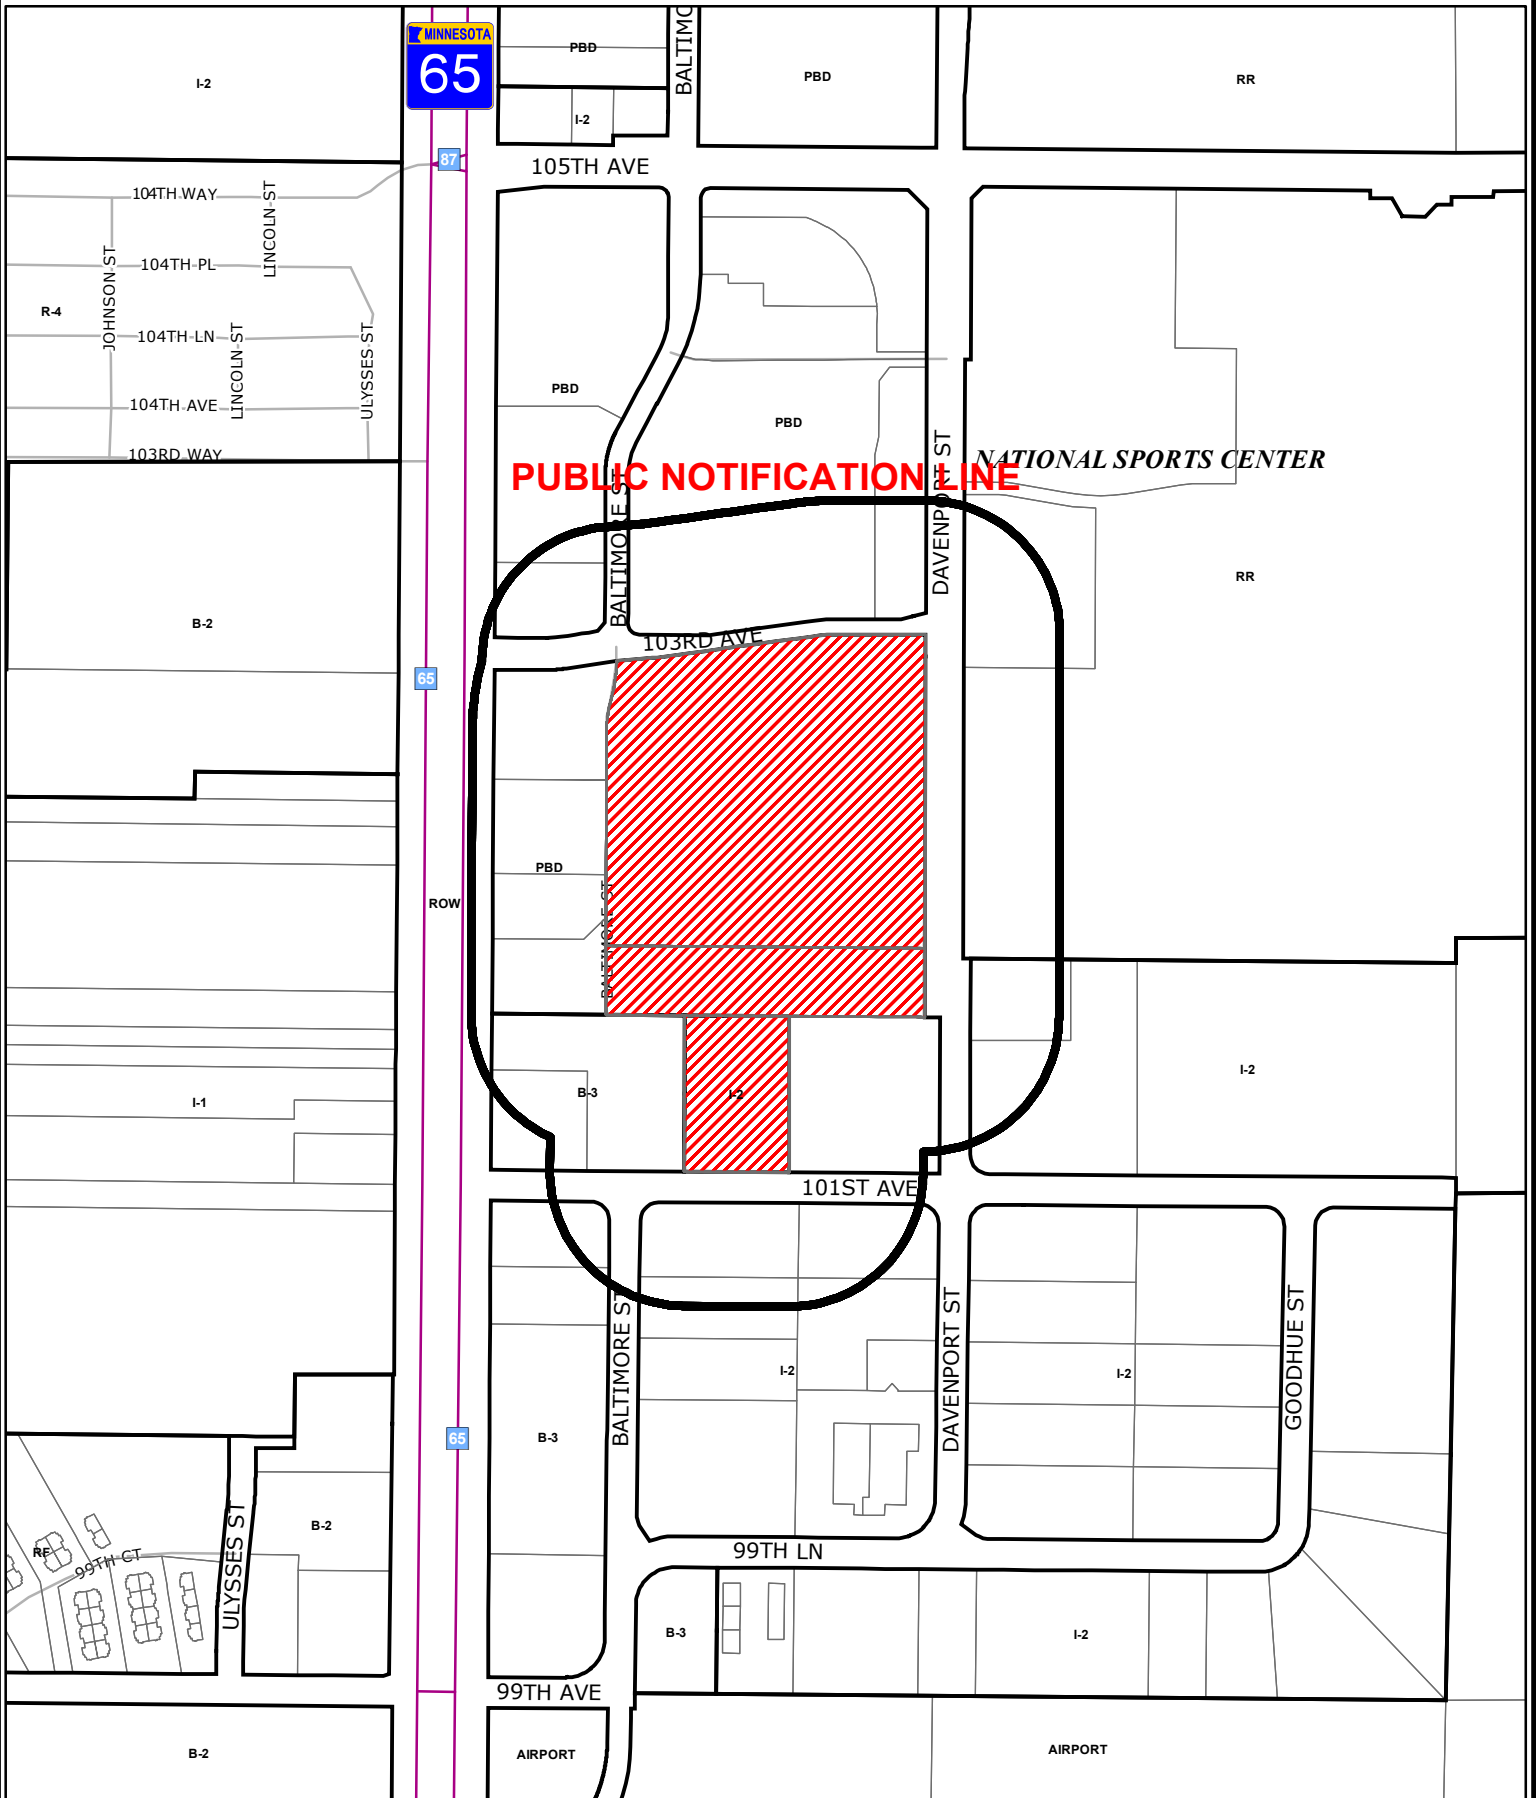 BALTIMO
MINNESOTA
65
PBD
I-2
PBD
RR
I-2
87
105TH AVE
104TH WAY
LINCOLN ST
JOHNSON ST
104TH PL
R-4
104TH LN
LINCOLN ST
ULYSSES ST
104TH AVE
103RD WAY
PBD
PBD
DAVENPORT ST
NATIONAL SPORTS CENTER
PUBLIC NOTIFICATION LINE
BALTIMORE ST
RR
B-2
103RD AVE
65
PBD
BALTIMORE ST
ROW
I-1
B-3
I-2
I-2
101ST AVE
BALTIMORE ST
DAVENPORT ST
GOODHUE ST
I-2
I-2
65
B-3
B-2
ULYSSES ST
RF
99TH CT
99TH LN
B-3
I-2
99TH AVE
B-2
AIRPORT
AIRPORT